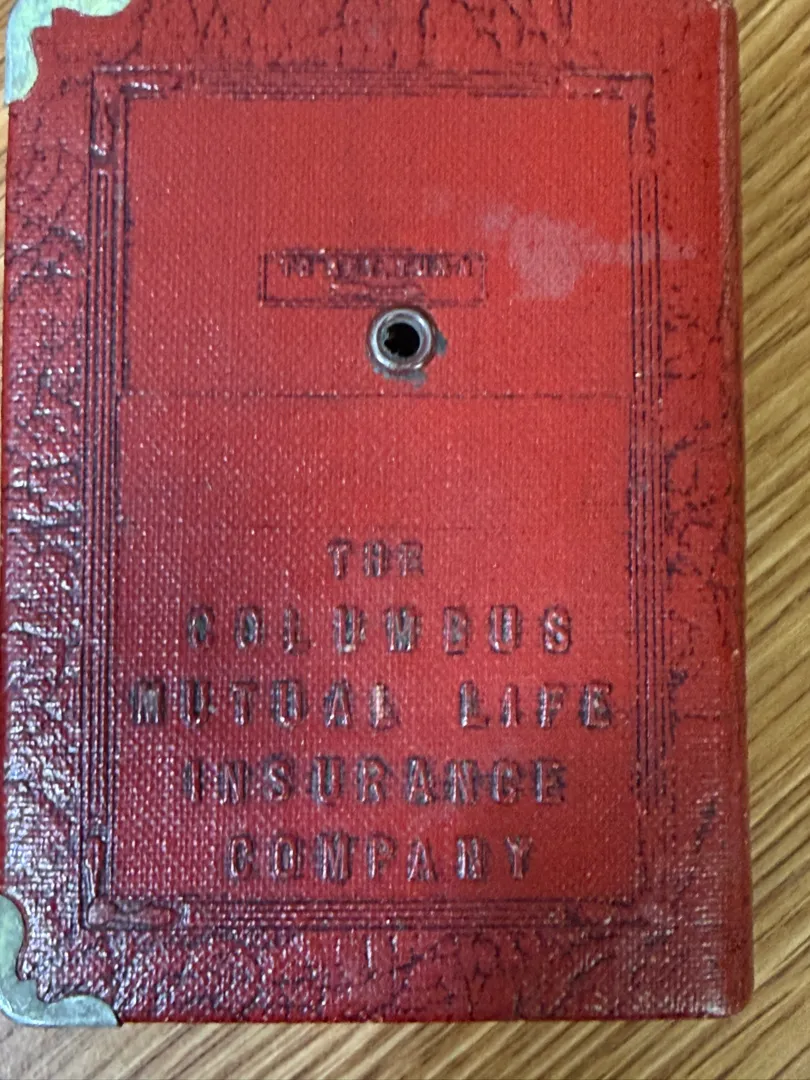 THE
COLUMBUS
MUTUAL LIFE
INSURANCE
COMPANY